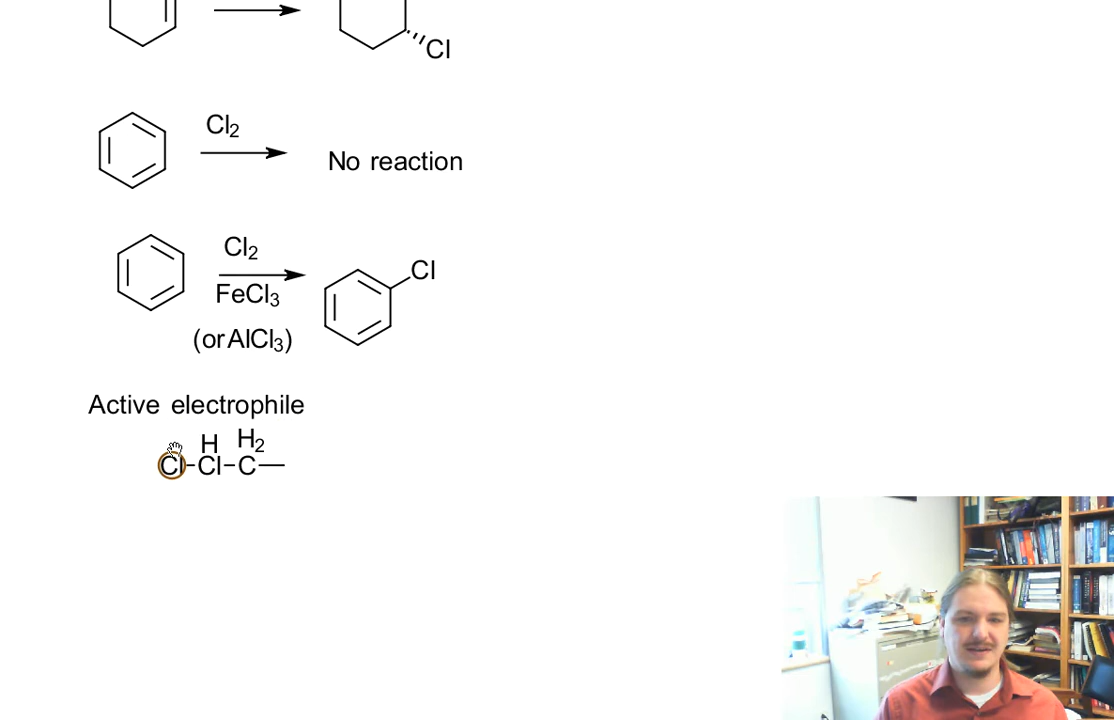 Cl
Cl2
No reaction
Cl2
Cl
FeCl3
(or AlCl3)
Active electrophile
H H2
Cl-Cl-C—